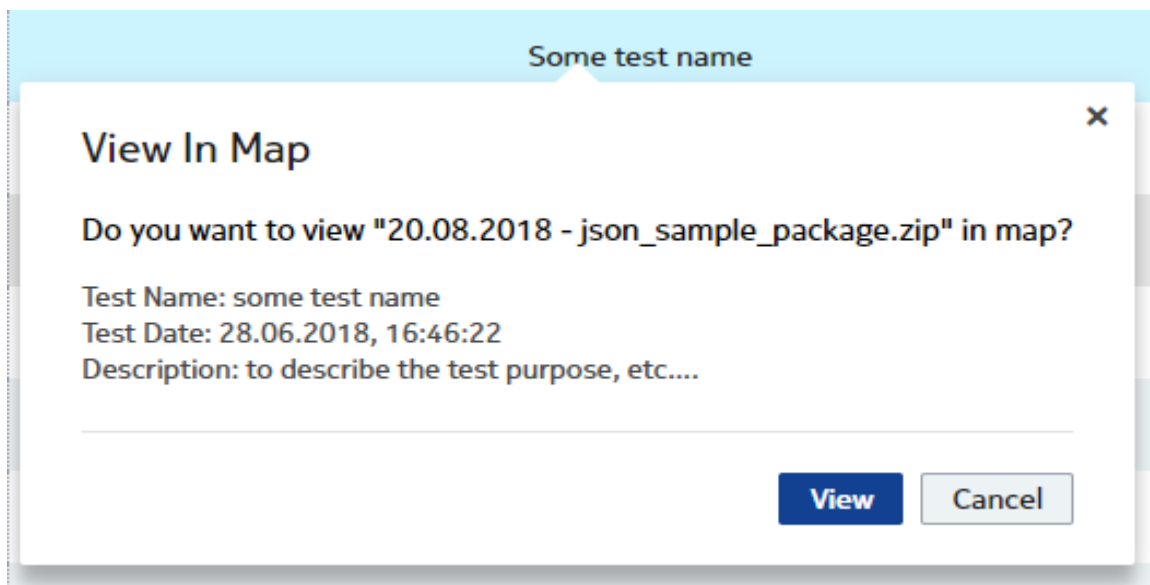 Some test name
×
View In Map
Do you want to view "20.08.2018 - json_sample_package.zip" in map?
Test Name: some test name
Test Date: 28.06.2018, 16:46:22
Description: to describe the test purpose, etc....
View
Cancel